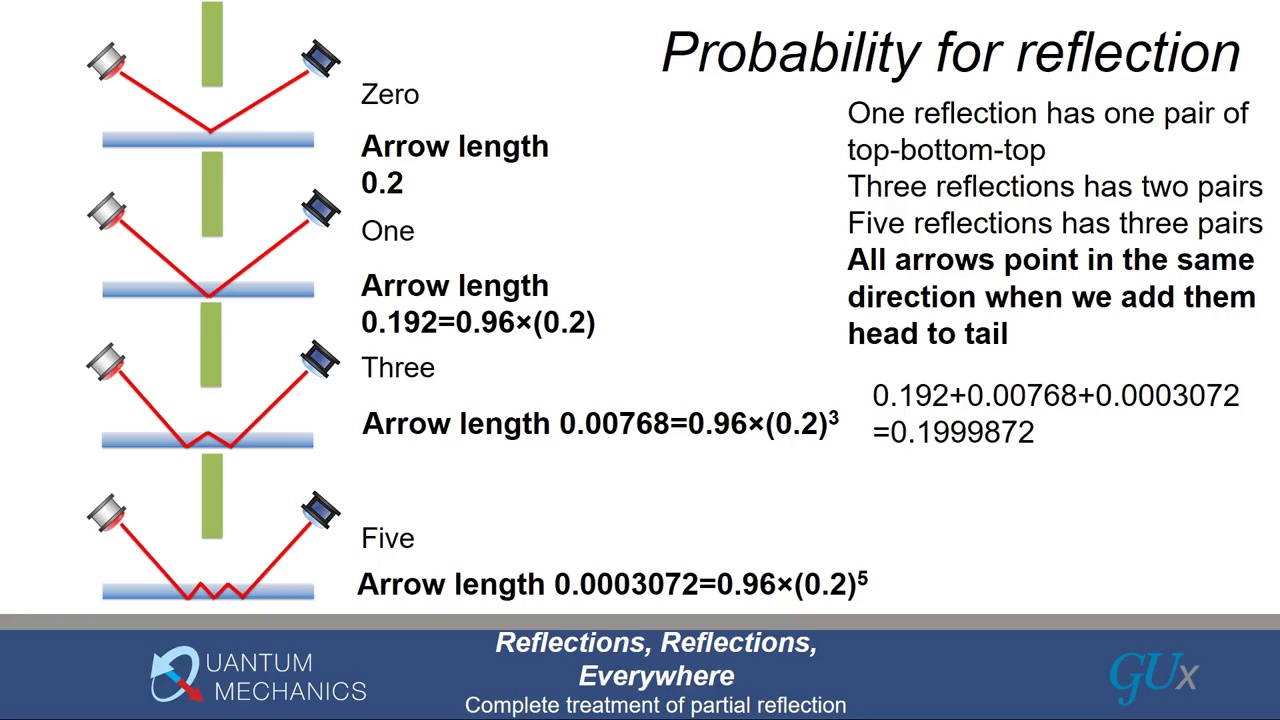 Probability for reflection
Zero
Arrow length
0.2
One
Arrow length
0.192=0.96×(0.2)
Three
Arrow length 0.00768=0.96×(0.2)³
Five
Arrow length 0.0003072=0.96×(0.2)⁵
One reflection has one pair of
top-bottom-top
Three reflections has two pairs
Five reflections has three pairs
All arrows point in the same
direction when we add them
head to tail
0.192+0.00768+0.0003072
=0.1999872
QUANTUM
MECHANICS
Reflections, Reflections,
Everywhere
Complete treatment of partial reflection
GUx